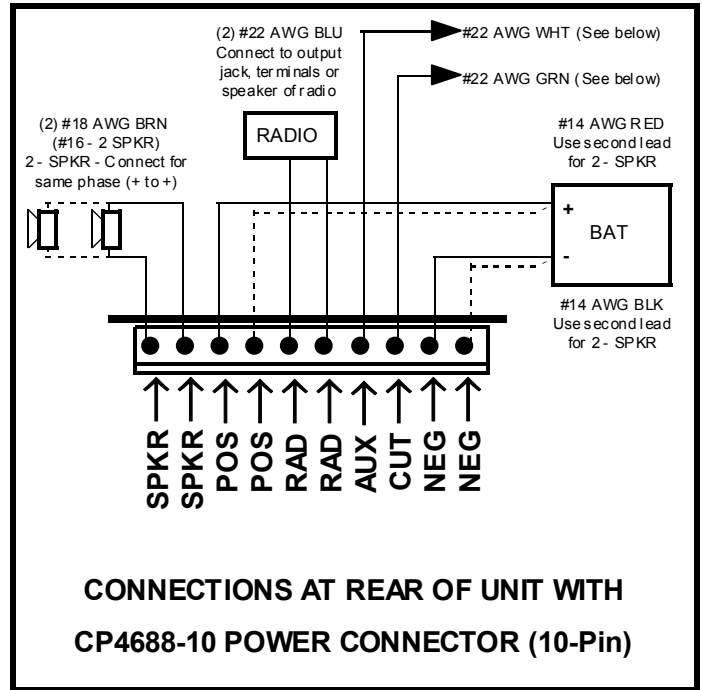 (2) #22 AWG BLU
Connect to output
jack, terminals or
speaker of radio
#22 AWG WHT (See below)
#22 AWG GRN (See below)
(2) #18 AWG BRN
(#16 - 2 SPKR)
2 - SPKR - Connect for
same phase (+ to +)
RADIO
#14 AWG RED
Use second lead
for 2 - SPKR
+
BAT
-
#14 AWG BLK
Use second lead
for 2 - SPKR
SPKR
SPKR
POS
POS
RAD
RAD
AUX
CUT
NEG
NEG
CONNECTIONS AT REAR OF UNIT WITH
CP4688-10 POWER CONNECTOR (10-Pin)